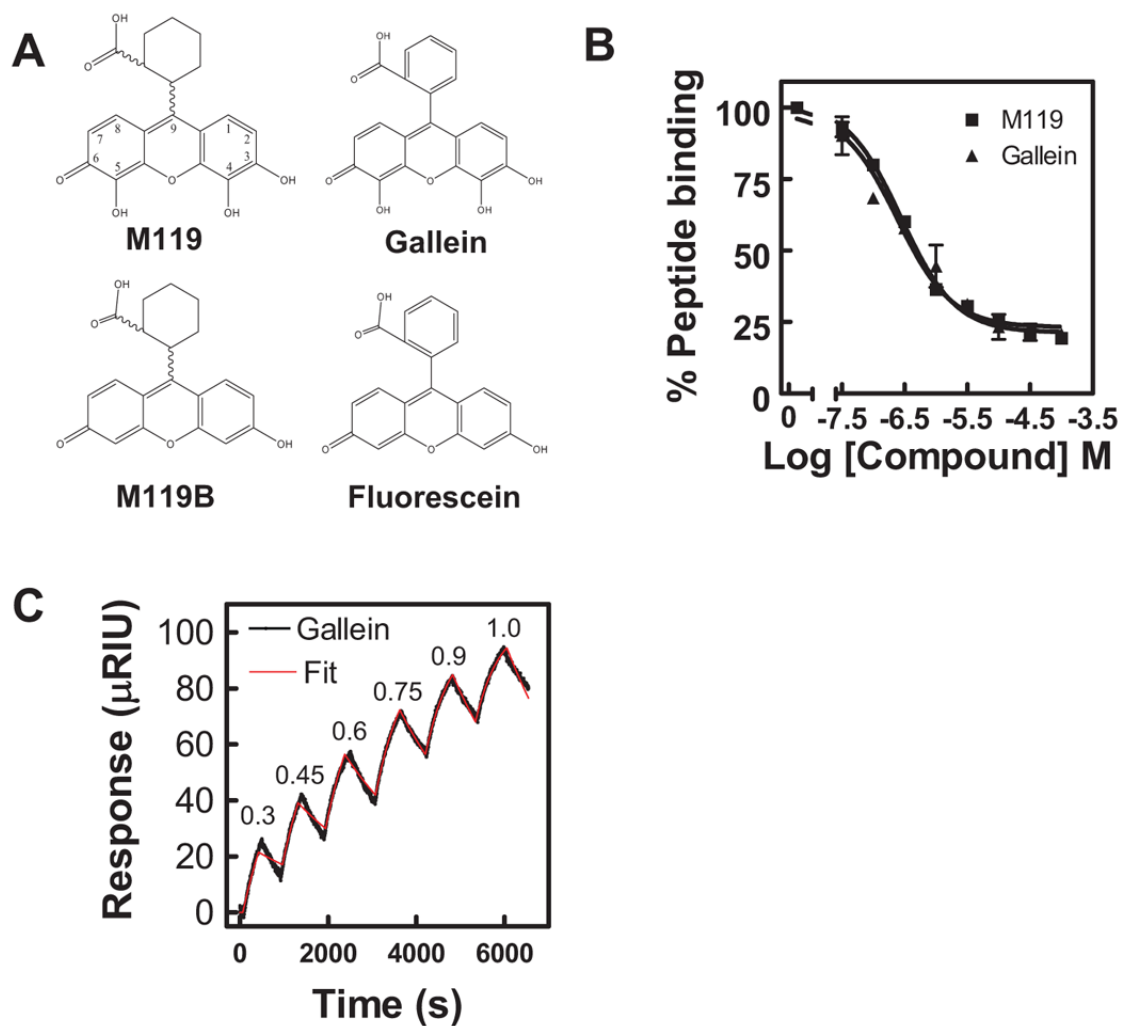 A
OH
O
8
9
1
7
2
6
5
4
3
O
O
OH
OH
OH
M119
OH
O
O
O
OH
OH
OH
Gallein
OH
O
O
O
OH
M119B
OH
O
O
O
OH
Fluorescein
B
% Peptide binding
100
75
50
25
0
M119
Gallein
0 -7.5 -6.5 -5.5 -4.5 -3.5
Log [Compound] M
C
Response (μRIU)
100
80
60
40
20
0
Gallein
Fit
0.3
0.45
0.6
0.75
0.9
1.0
0 2000 4000 6000
Time (s)